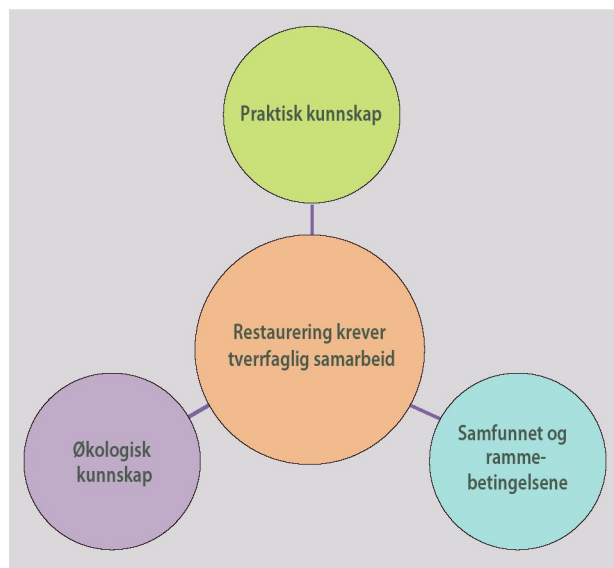 Praktisk kunnskap
Restaurering krever
tverrfaglig samarbeid
Økologisk
kunnskap
Samfunnet og
ramme-
betingelsene